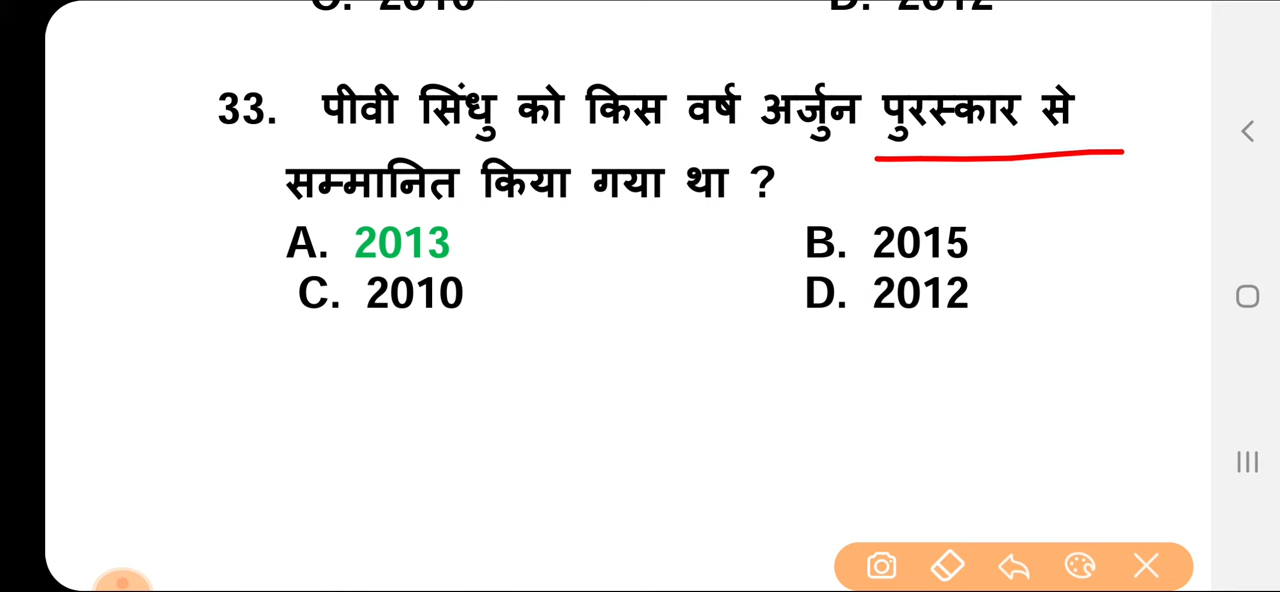 33. पीवी सिंधु को किस वर्ष अर्जुन पुरस्कार से
सम्मानित किया गया था ?
A. 2013 B. 2015
C. 2010 D. 2012